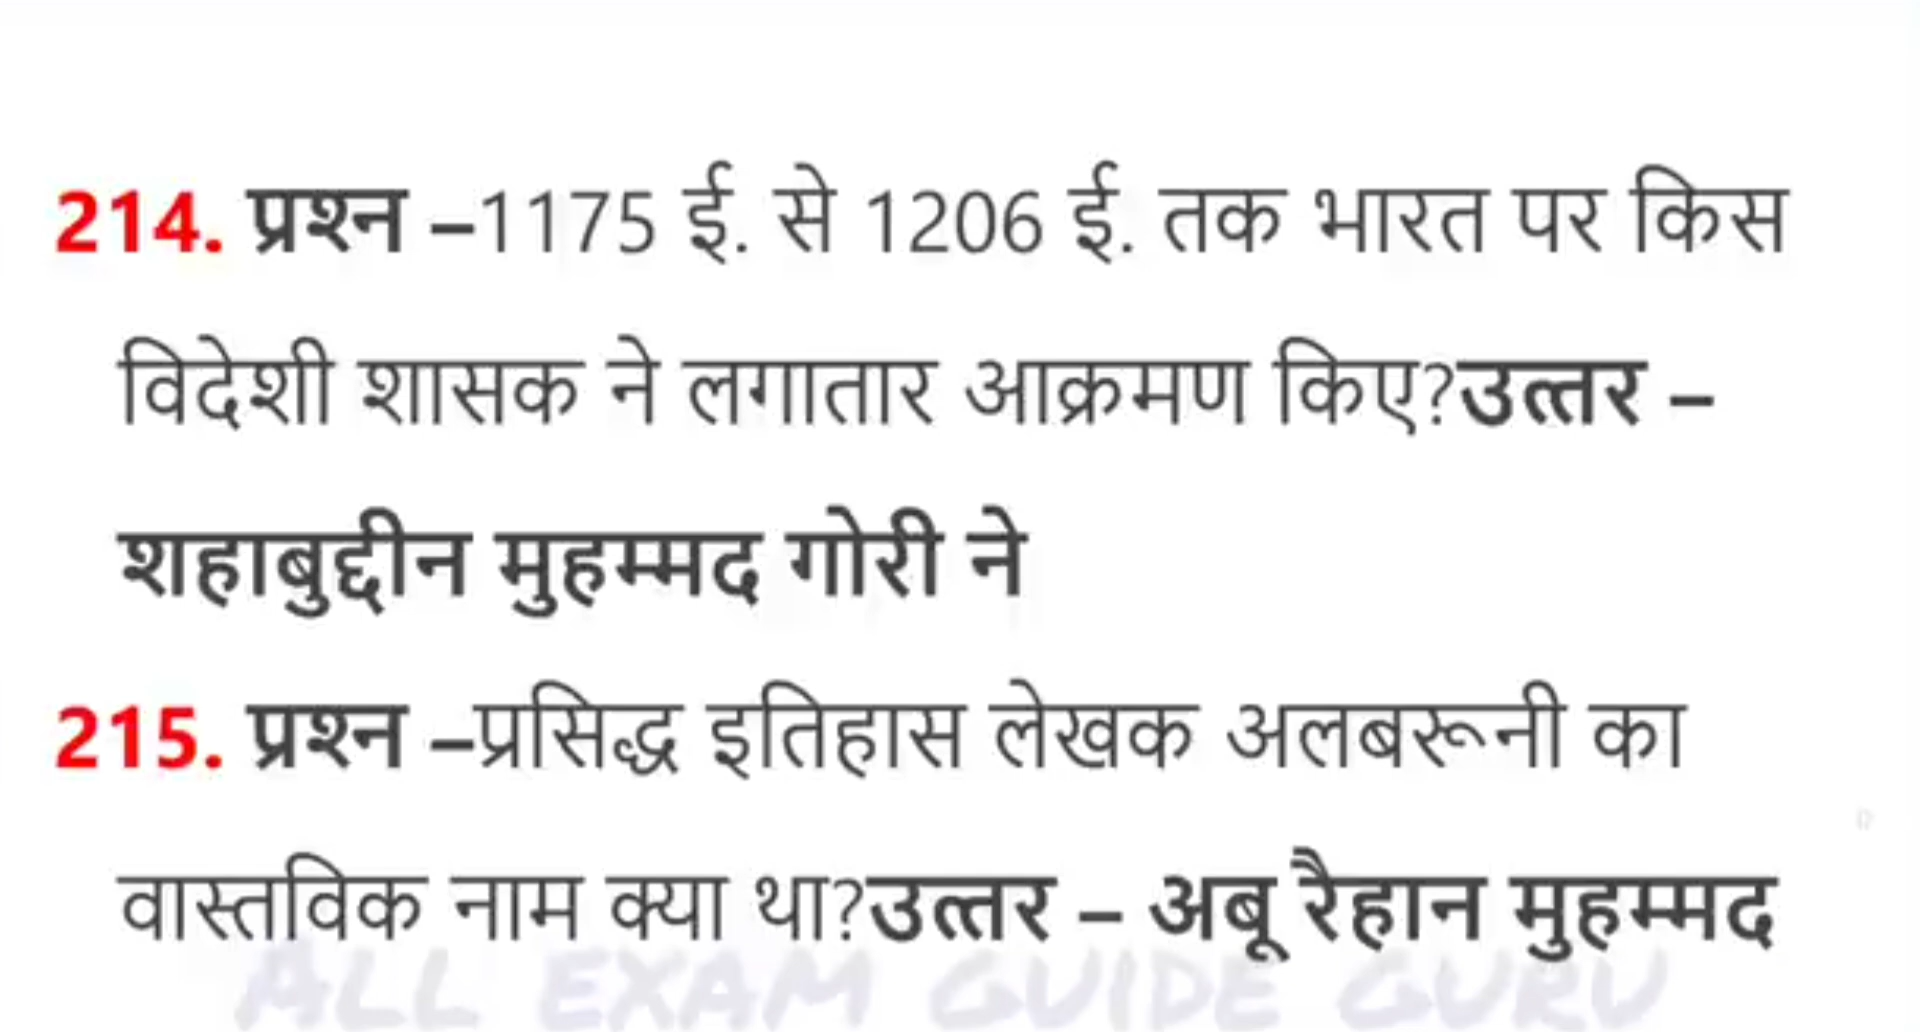 214. प्रश्न –1175 ई. से 1206 ई. तक भारत पर किस
विदेशी शासक ने लगातार आक्रमण किए?उत्तर –
शहाबुद्दीन मुहम्मद गोरी ने
215. प्रश्न –प्रसिद्ध इतिहास लेखक अलबरूनी का
वास्तविक नाम क्या था?उत्तर – अबू रैहान मुहम्मद
ALL EXAM GUIDE GURU